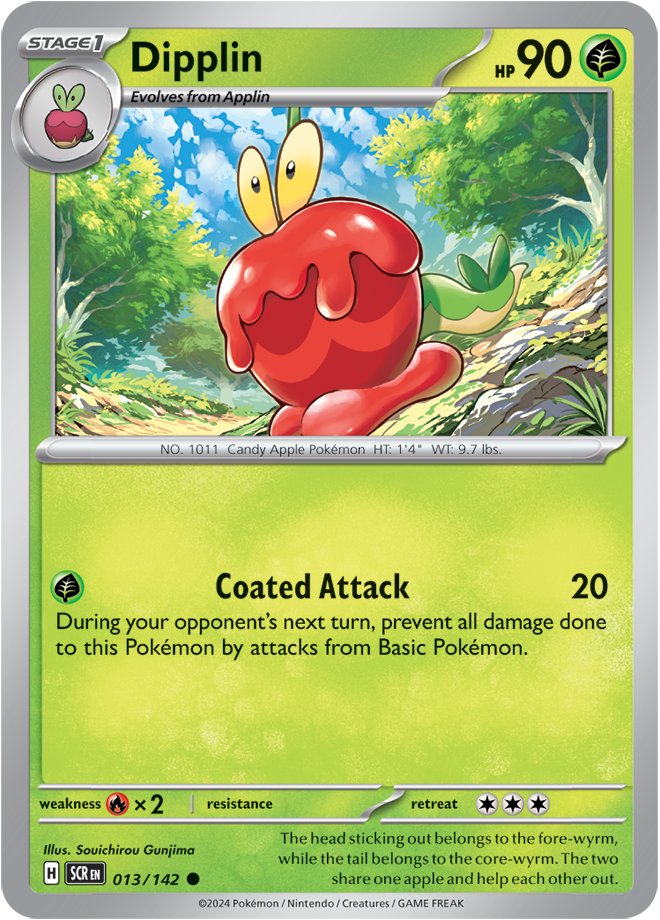 STAGE 1
Dipplin
HP 90
Evolves from Applin
NO. 1011 Candy Apple Pokémon HT: 1'4" WT: 9.7 lbs.
Coated Attack 20
During your opponent's next turn, prevent all damage done
to this Pokémon by attacks from Basic Pokémon.
weakness ×2 resistance retreat
Illus. Souichirou Gunjima
The head sticking out belongs to the fore-wyrm,
while the tail belongs to the core-wyrm. The two
share one apple and help each other out.
H SCR EN 013/142
©2024 Pokémon / Nintendo / Creatures / GAME FREAK